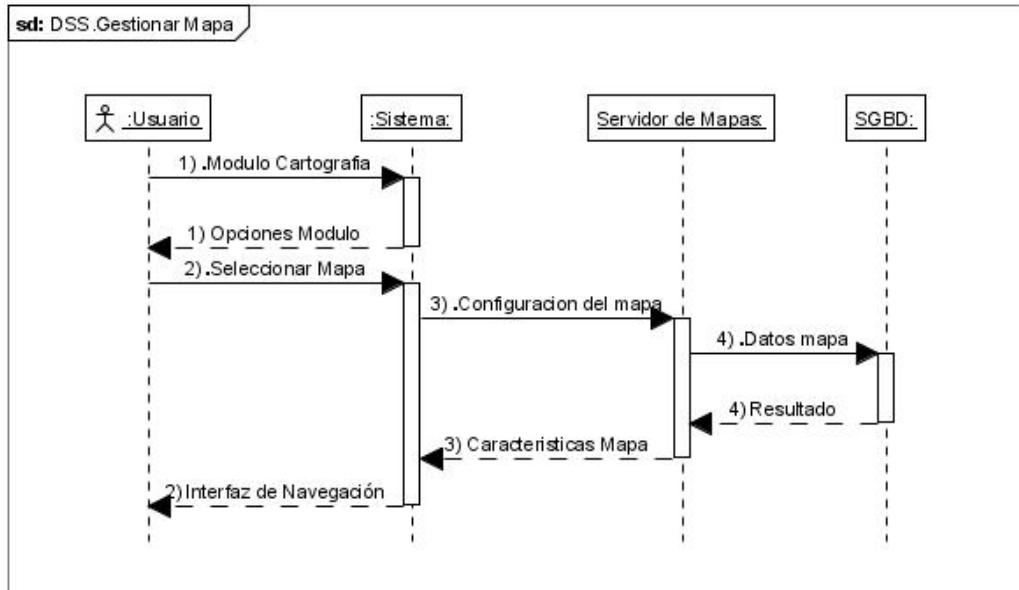 sd: DSS.Gestionar Mapa
:Usuario
:Sistema:
Servidor de Mapas:
SGBD:
1) .Modulo Cartografia
1) Opciones Modulo
2) .Seleccionar Mapa
3) .Configuracion del mapa
4) .Datos mapa
4) Resultado
3) Caracteristicas Mapa
2) Interfaz de Navegación